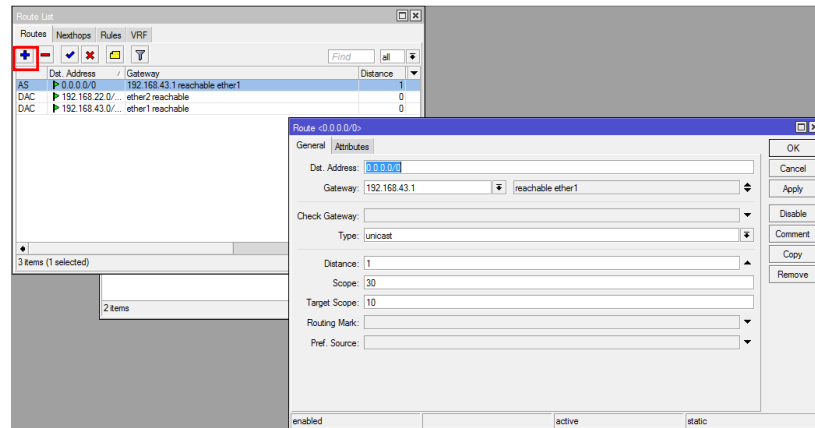 Route List
Routes Nexthops Rules VRF
Find all
Dst. Address / Gateway Distance
AS 0.0.0.0/0 192.168.43.1 reachable ether1 1
DAC 192.168.22.0/... ether2 reachable 0
DAC 192.168.43.0/... ether1 reachable 0
3 items (1 selected)
2 items
Route <0.0.0.0/0>
General Attributes
Dst. Address: 0.0.0.0/0
Gateway: 192.168.43.1 reachable ether1
Check Gateway:
Type: unicast
Distance: 1
Scope: 30
Target Scope: 10
Routing Mark:
Pref. Source:
OK
Cancel
Apply
Disable
Comment
Copy
Remove
enabled active static